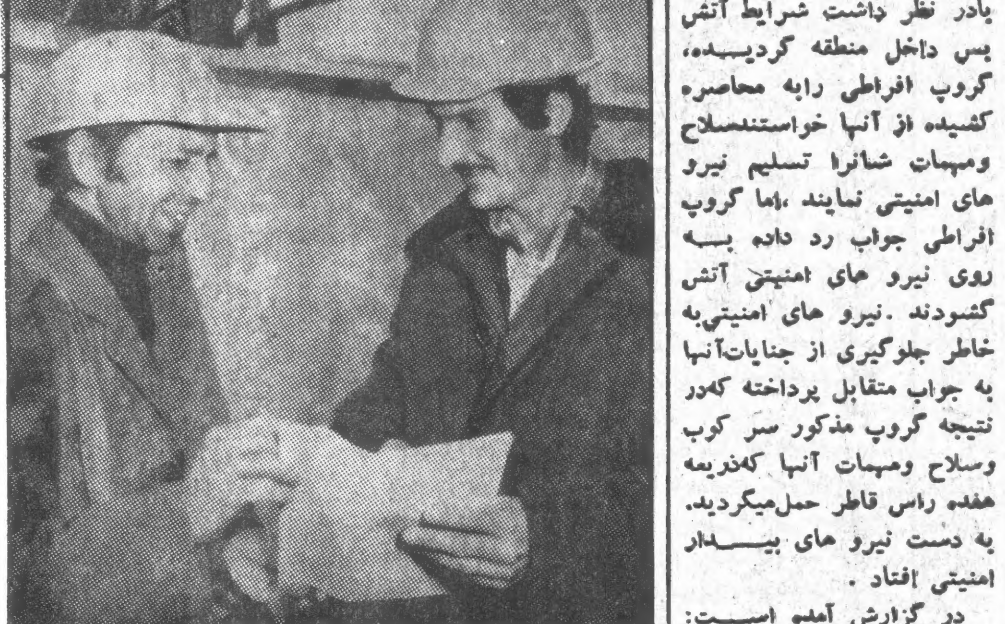 بادر نظر داشت شرایط آتش
بس داخل منطقه گردیـــده،
گروپ افراطی رابه محاصره
کشیده از آنها خواستندسلاح
ومهمات شانرا تسلیم نیرو
های امنیتی نمایند ،اما گروپ
افراطی جواب رد داده بـــه
روی نیرو های امنیتی آتش
گشودند .نیرو های امنیتی‌به
خاطر جلوگیری از جنایات‌آنها
به جواب متقابل پرداخته که‌در
نتیجه گروپ مذکور سر کوب
وسلاح ومهمات آنها که‌ذریعه
هفده راس قاطر حمل‌میگردید.
به دست نیرو های بیـــدار
امنیتی افتاد .
در گزارش آمده اســـت: